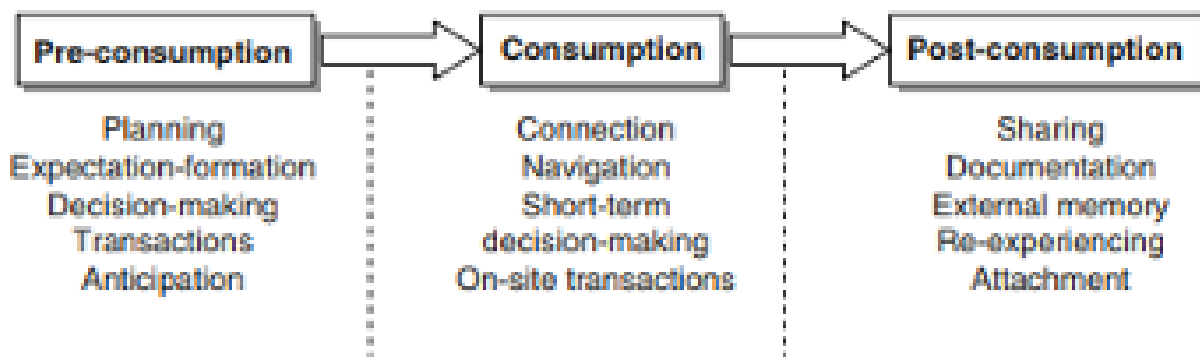 Pre-consumption
Planning
Expectation-formation
Decision-making
Transactions
Anticipation
Consumption
Connection
Navigation
Short-term
decision-making
On-site transactions
Post-consumption
Sharing
Documentation
External memory
Re-experiencing
Attachment